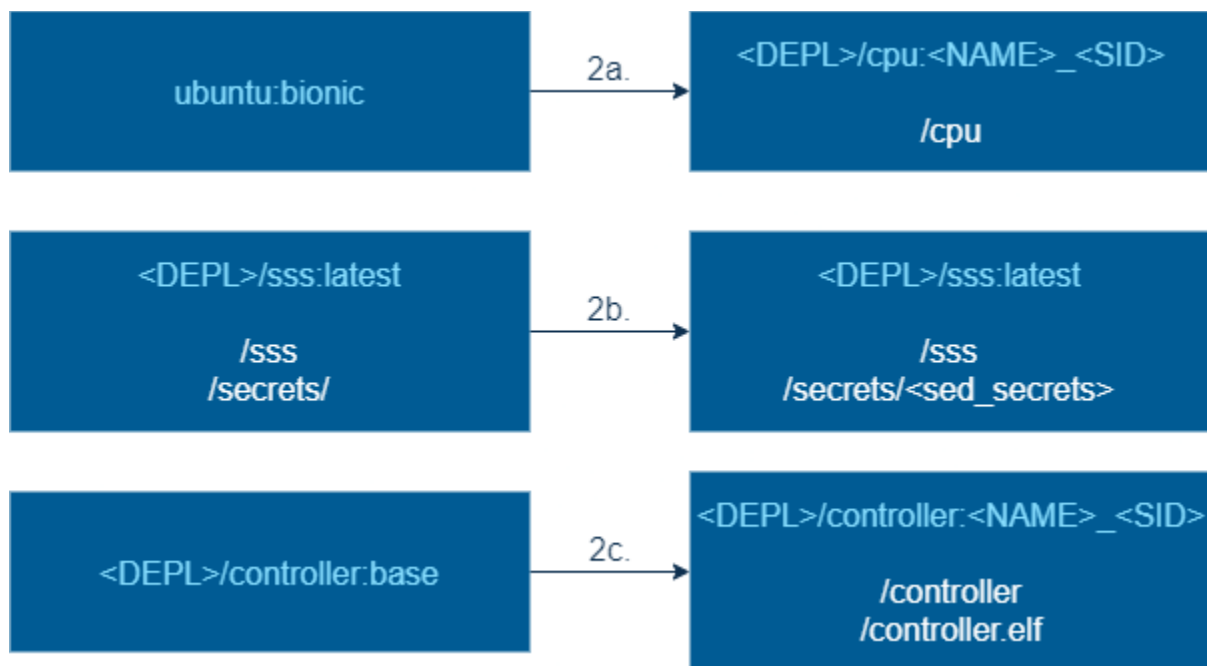 ubuntu:bionic
2a.
<DEPL>/cpu:<NAME>_<SID>
/cpu
<DEPL>/sss:latest
/sss
/secrets/
2b.
<DEPL>/sss:latest
/sss
/secrets/<sed_secrets>
<DEPL>/controller:base
2c.
<DEPL>/controller:<NAME>_<SID>
/controller
/controller.elf